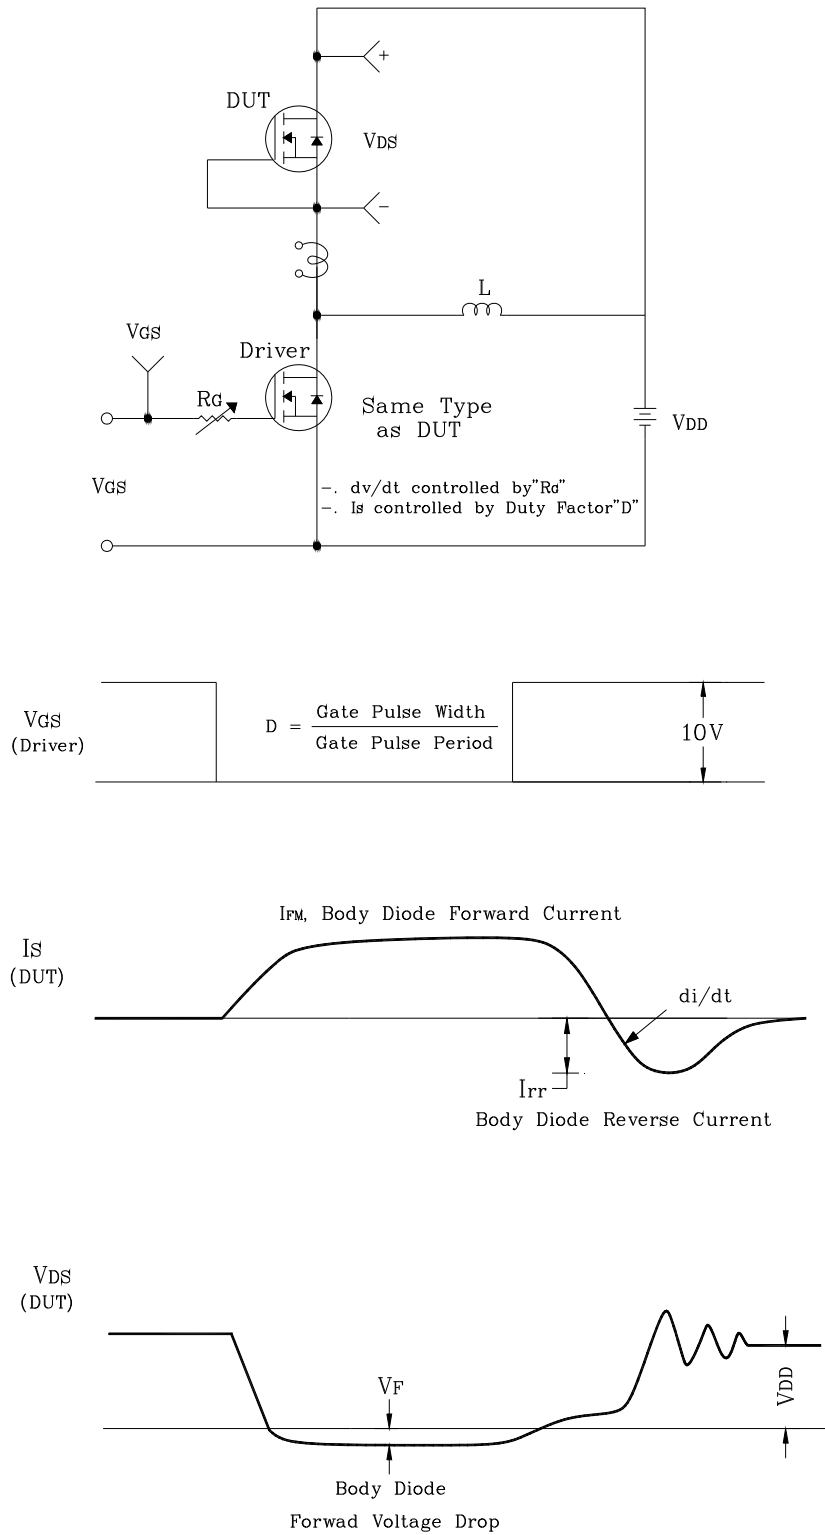 +
DUT
VDS
−
L
VGS
Driver
RG
Same Type
as DUT
VDD
VGS
−. dv/dt controlled by"RG"
−. Is controlled by Duty Factor"D"
VGS
(Driver)
D = Gate Pulse Width
Gate Pulse Period
10V
IFM, Body Diode Forward Current
IS
(DUT)
di/dt
Irr
Body Diode Reverse Current
VDS
(DUT)
VF
VDD
Body Diode
Forwad Voltage Drop